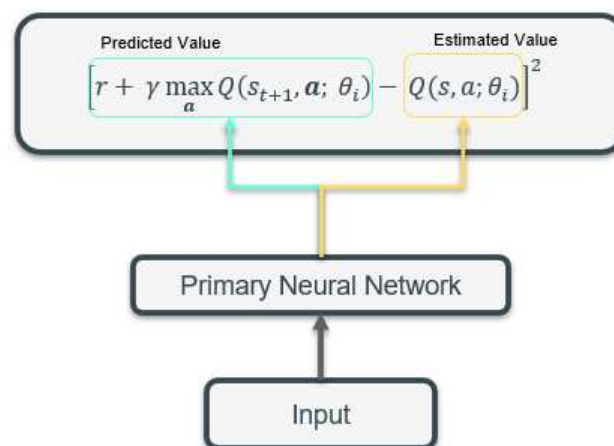 Predicted Value Estimated Value
[r + γ max Q(s_{t+1}, a; θ_i) − Q(s, a; θ_i)]^2
a
Primary Neural Network
Input